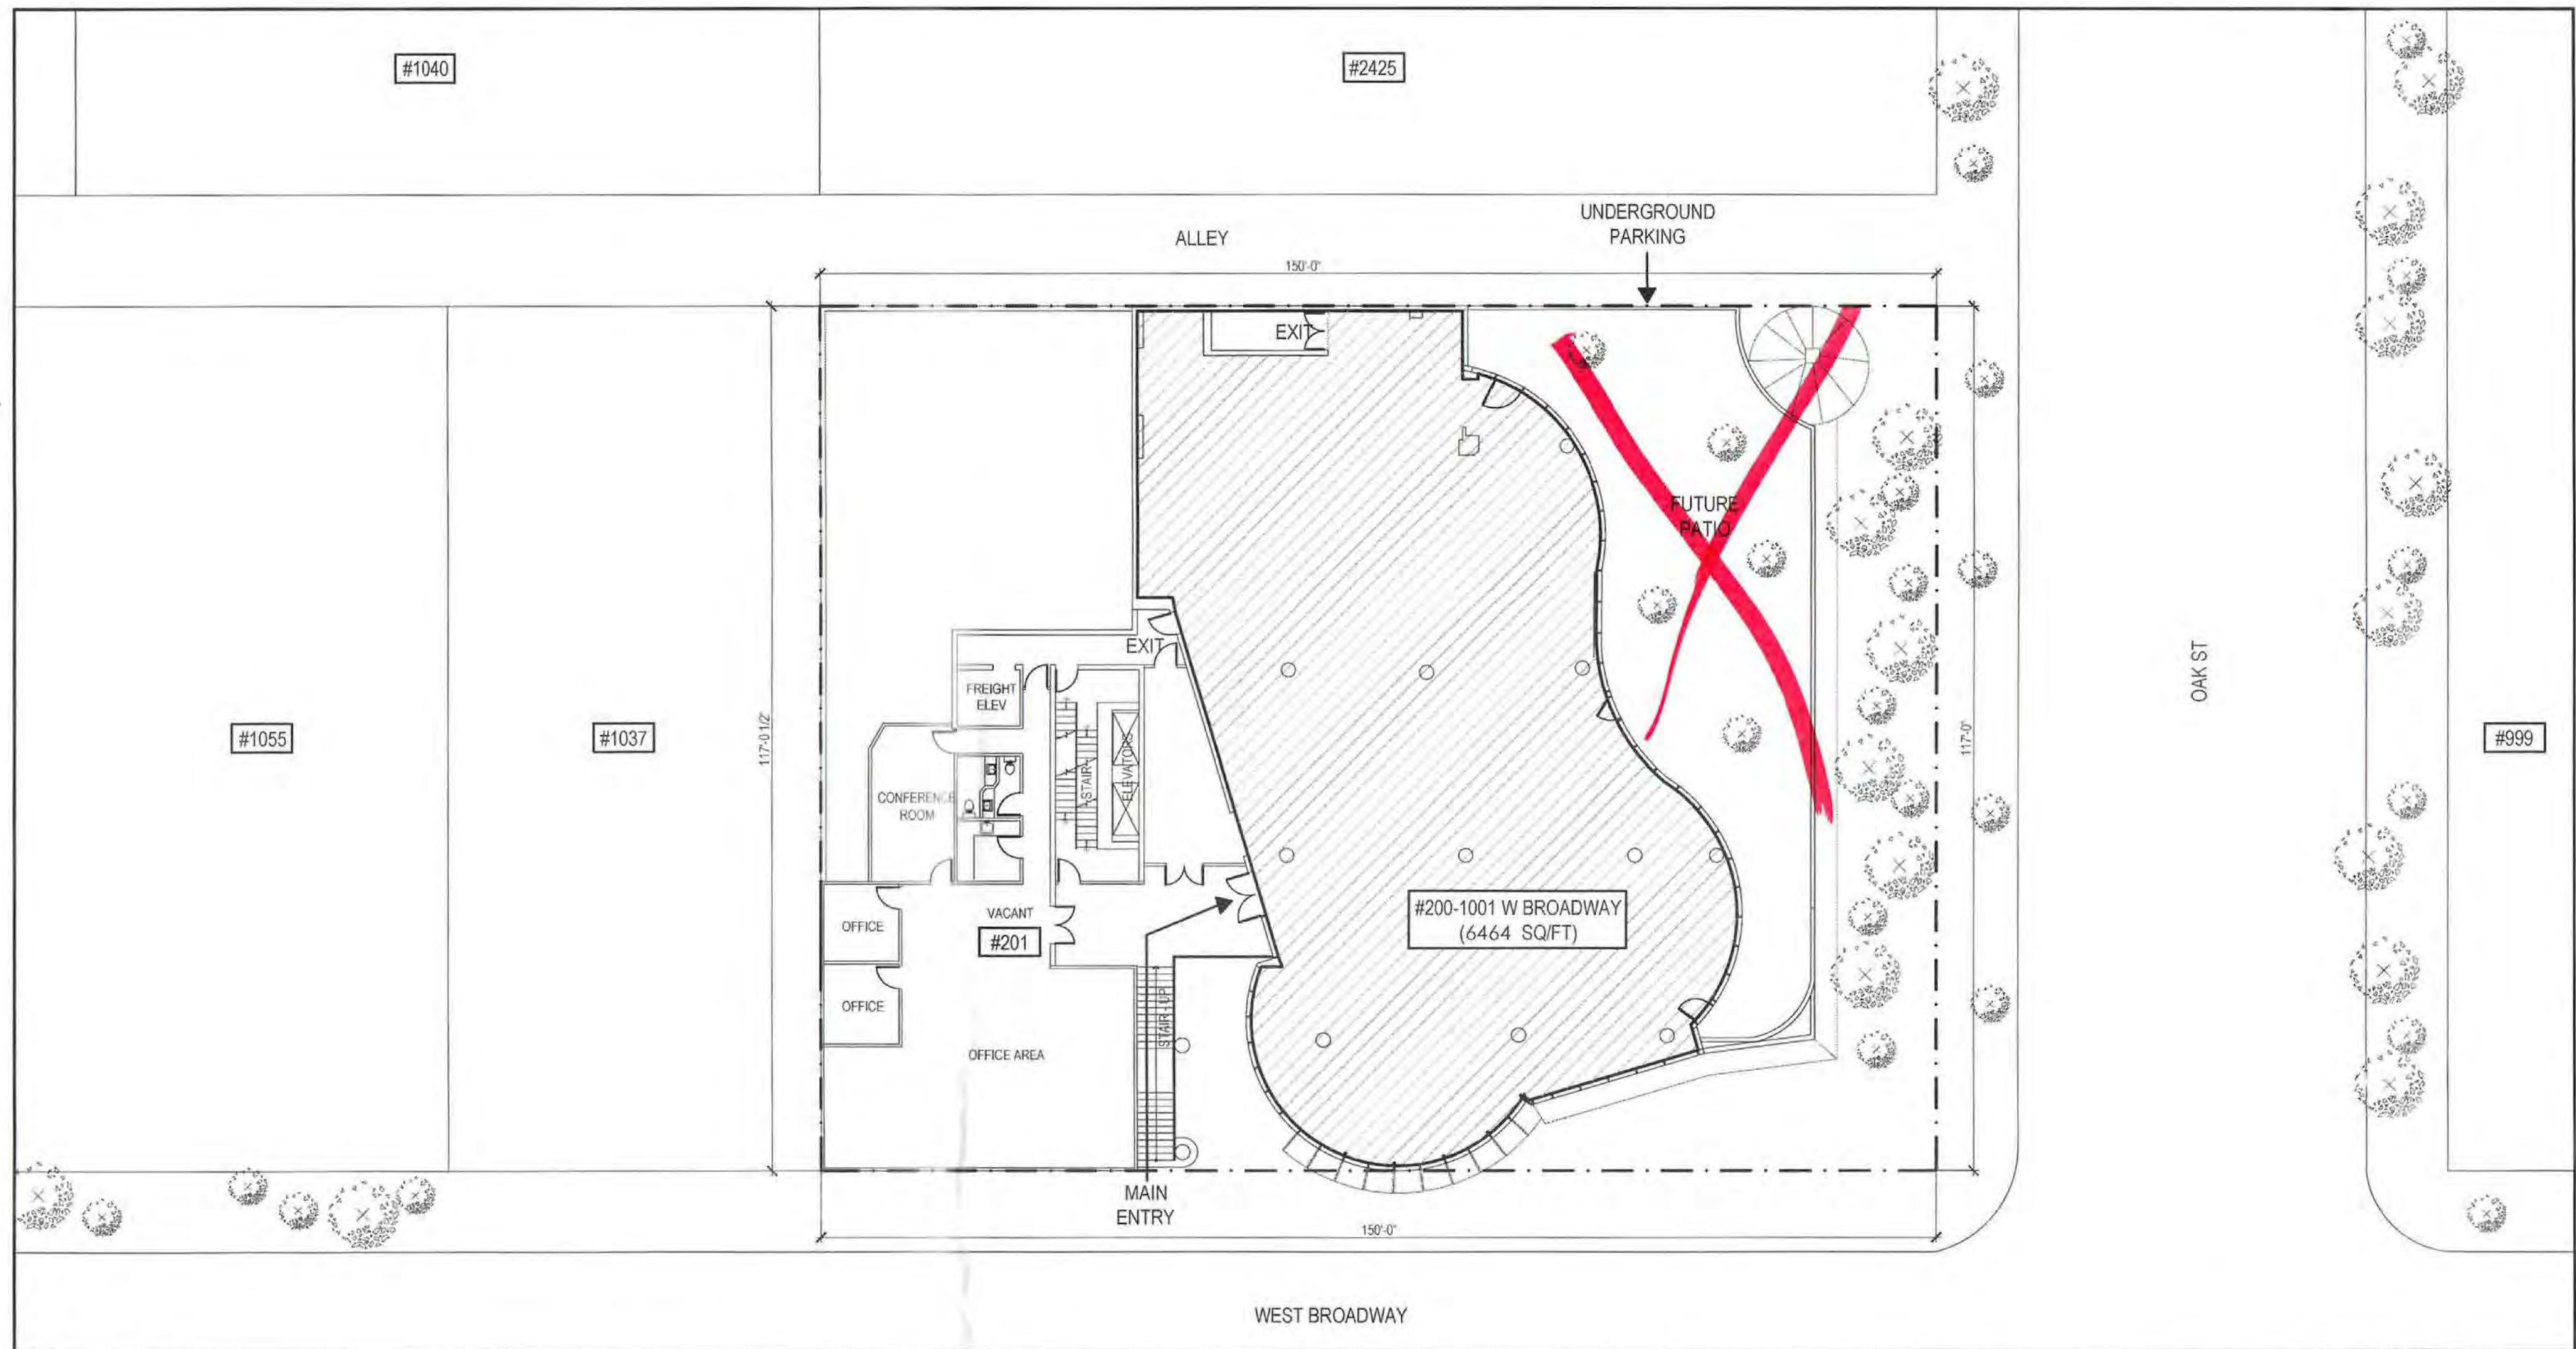 #1040
#2425
UNDERGROUND
PARKING
ALLEY
150'-0"
EXIT
FUTURE
PATIO
EXIT
FREIGHT
ELEV
OAK ST
#1055
#1037
117'-0 1/2"
STAIR
ELEVATORS
117'-0"
#999
CONFERENCE
ROOM
#200-1001 W BROADWAY
(6464 SQ/FT)
OFFICE
VACANT
#201
OFFICE
STAIR - UP
OFFICE AREA
MAIN
ENTRY
150'-0"
WEST BROADWAY